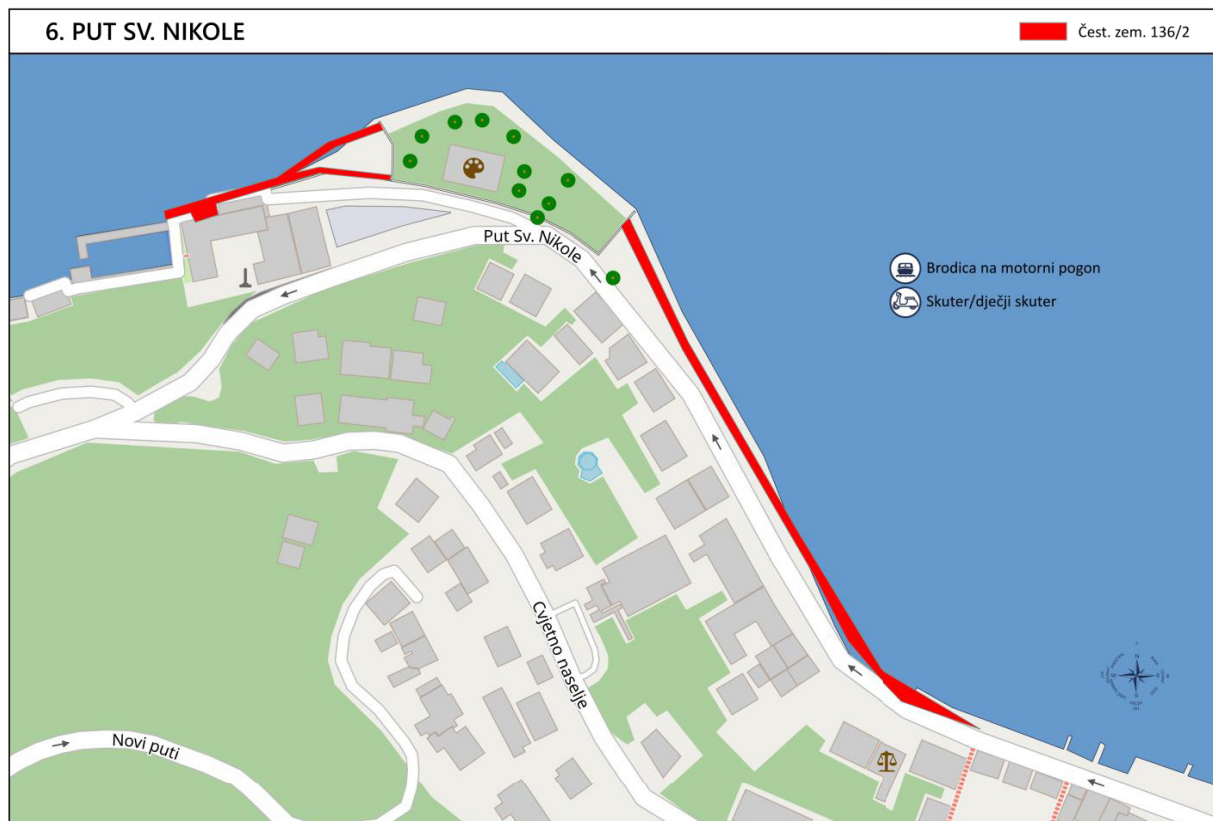 6. PUT SV. NIKOLE
Čest. zem. 136/2
Put Sv. Nikole
Brodica na motorni pogon
Skuter/dječji skuter
Cvjetno naselje
Novi puti
N
W
E
S